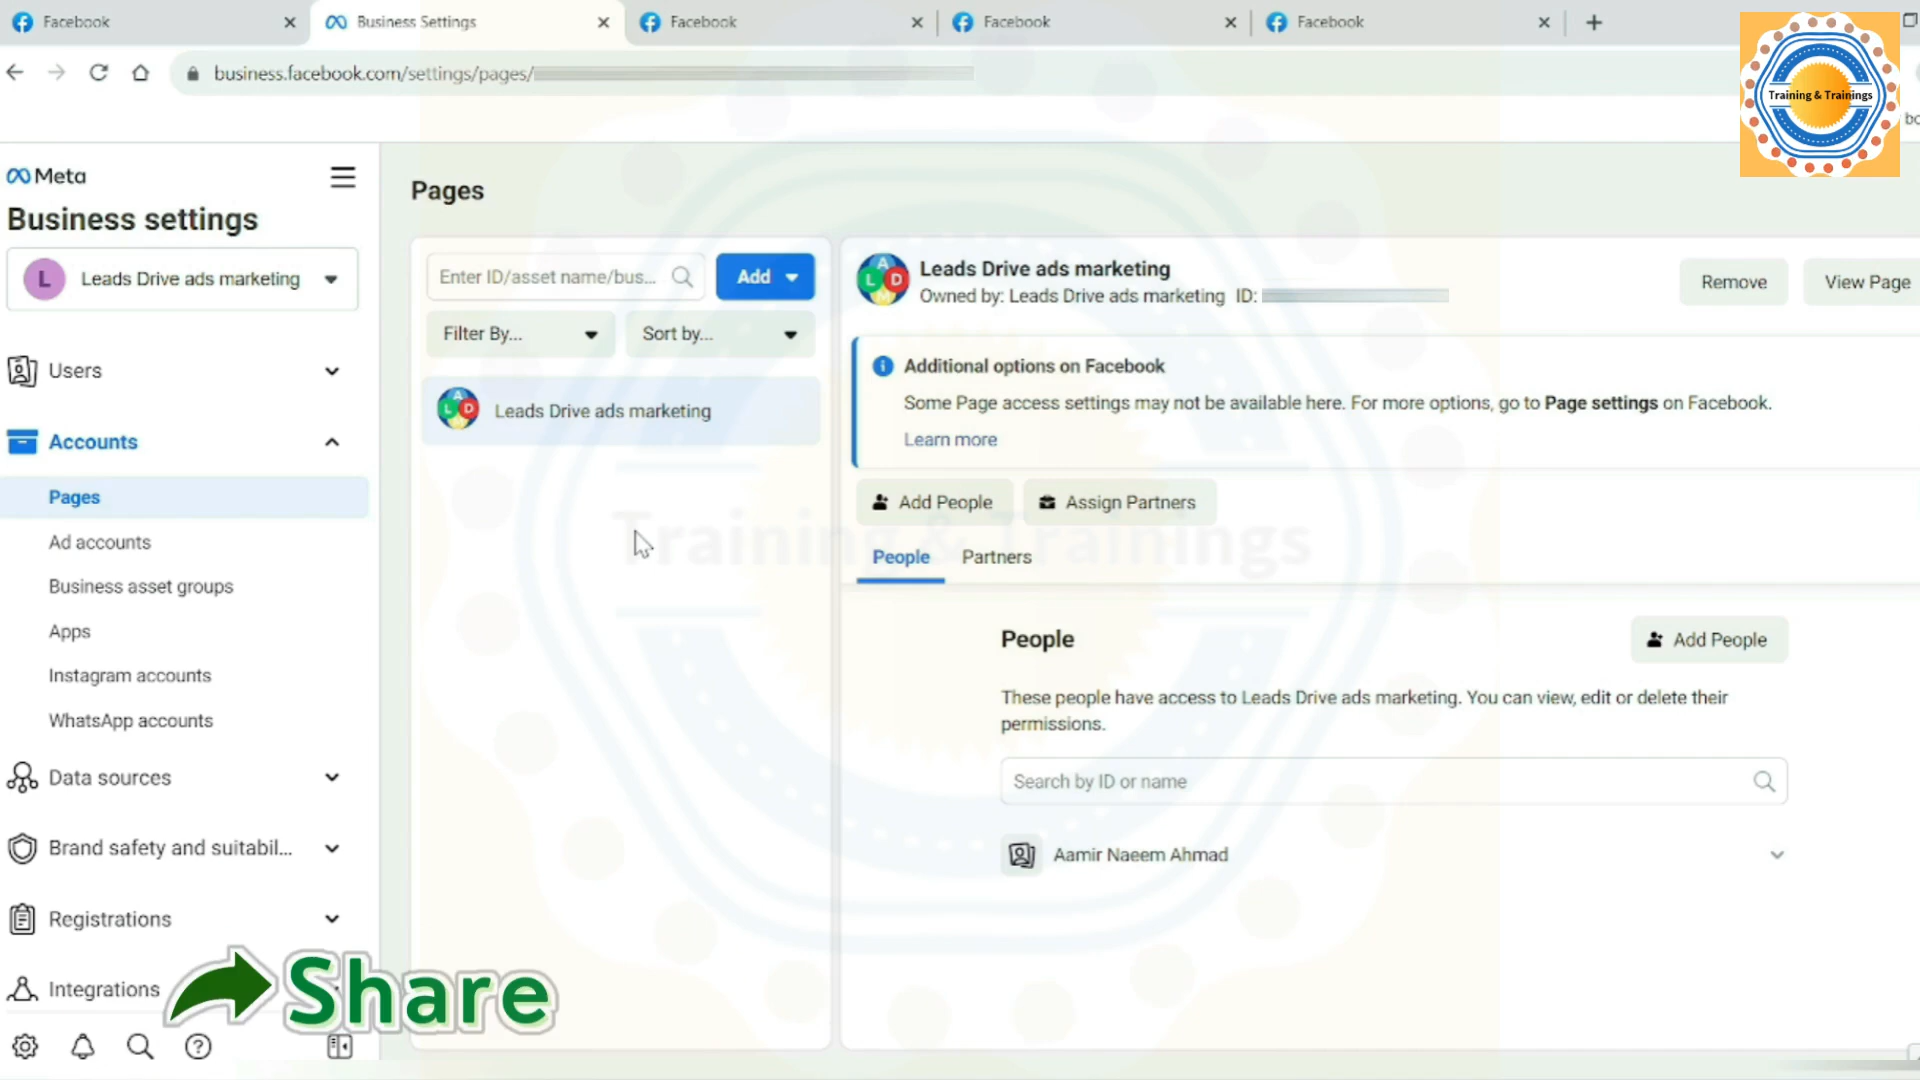 Facebook
Business Settings
Facebook
Facebook
Facebook
business.facebook.com/settings/pages/
Training & Trainings
Meta
Business settings
L
Leads Drive ads marketing
Users
Accounts
Pages
Ad accounts
Business asset groups
Apps
Instagram accounts
WhatsApp accounts
Data sources
Brand safety and suitabil...
Registrations
Integrations
Share
Pages
Enter ID/asset name/bus...
Add
Filter By...
Sort by...
Leads Drive ads marketing
Leads Drive ads marketing
Owned by: Leads Drive ads marketing ID:
Remove
View Page
Additional options on Facebook
Some Page access settings may not be available here. For more options, go to Page settings on Facebook.
Learn more
Add People
Assign Partners
Training & Trainings
People
Partners
People
Add People
These people have access to Leads Drive ads marketing. You can view, edit or delete their
permissions.
Search by ID or name
Aamir Naeem Ahmad